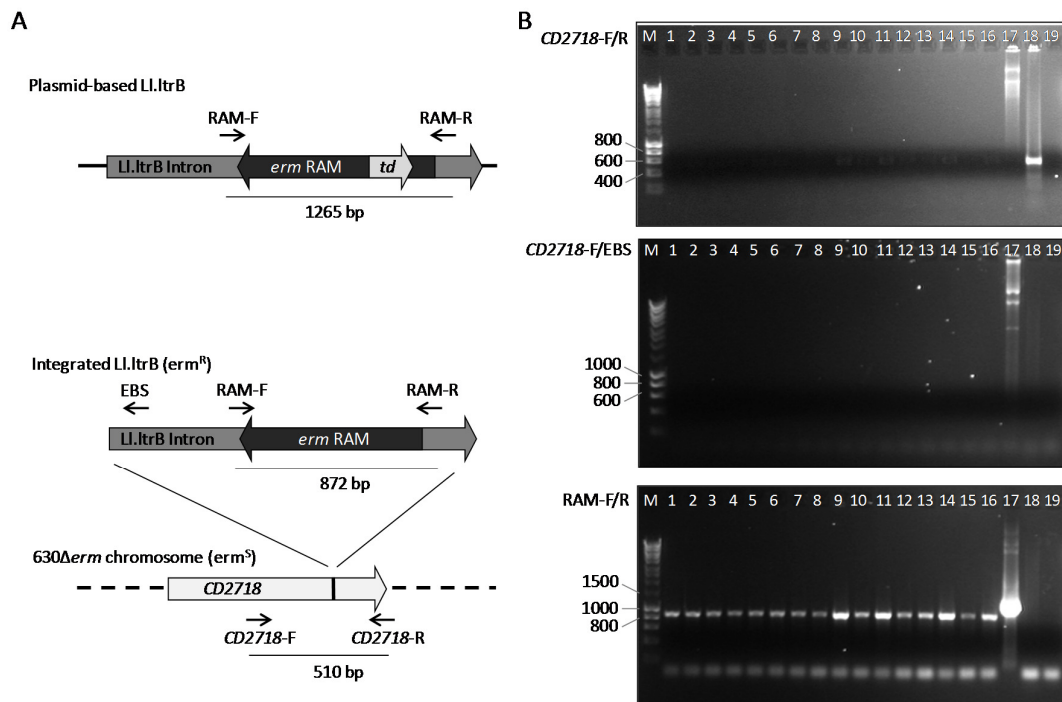 A
Plasmid-based Ll.ltrB
RAM-F
RAM-R
Ll.ltrB Intron
erm RAM
td
1265 bp
Integrated Ll.ltrB (ermR)
EBS
RAM-F
RAM-R
Ll.ltrB Intron
erm RAM
872 bp
630Δerm chromosome (ermS)
CD2718
CD2718-F
CD2718-R
510 bp
B
CD2718-F/R
M 1 2 3 4 5 6 7 8 9 10 11 12 13 14 15 16 17 18 19
800
600
400
CD2718-F/EBS
M 1 2 3 4 5 6 7 8 9 10 11 12 13 14 15 16 17 18 19
1000
800
600
RAM-F/R
M 1 2 3 4 5 6 7 8 9 10 11 12 13 14 15 16 17 18 19
1500
1000
800